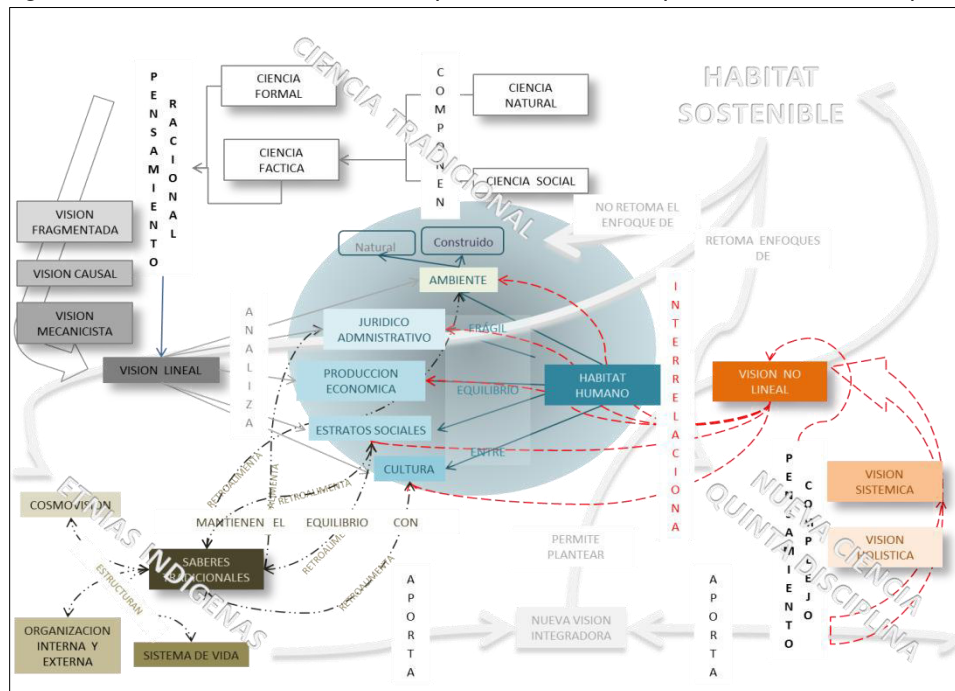 CIENCIA
FORMAL
CIENCIA
FACTICA
CIENCIA
NATURAL
CIENCIA SOCIAL
COMPONEN
PENSAMIENTO
RACIONAL
CIENCIA TRADICIONAL
HABITAT
SOSTENIBLE
VISION
FRAGMENTADA
VISION CAUSAL
VISION
MECANICISTA
VISION LINEAL
ANALIZA
NO RETOMA EL
ENFOQUE DE
RETOMA ENFOQUES
DE
Natural
Construido
AMBIENTE
JURIDICO
ADMNISTRATIVO
PRODUCCION
ECONOMICA
ESTRATOS SOCIALES
CULTURA
FRÁGIL
EQUILIBRIO
ENTRE
HABITAT
HUMANO
INTERRELACIONA
VISION NO
LINEAL
PENSAMIENTO
COMPLEJO
VISION
SISTEMICA
VISION
HOLISTICA
NUEVA CIENCIA
QUINTA DISCIPLINA
RETROALIMENTA
RETROALIMENTA
MANTIENEN EL EQUILIBRIO CON
RETROALIMENTA
COSMOVISION
SABERES
TRADICIONALES
ESTRUCTURAN
ORGANIZACION
INTERNA Y
EXTERNA
SISTEMA DE VIDA
ETNIAS INDIGENAS
APORTA
PERMITE
PLANTEAR
NUEVA VISION
INTEGRADORA
APORTA